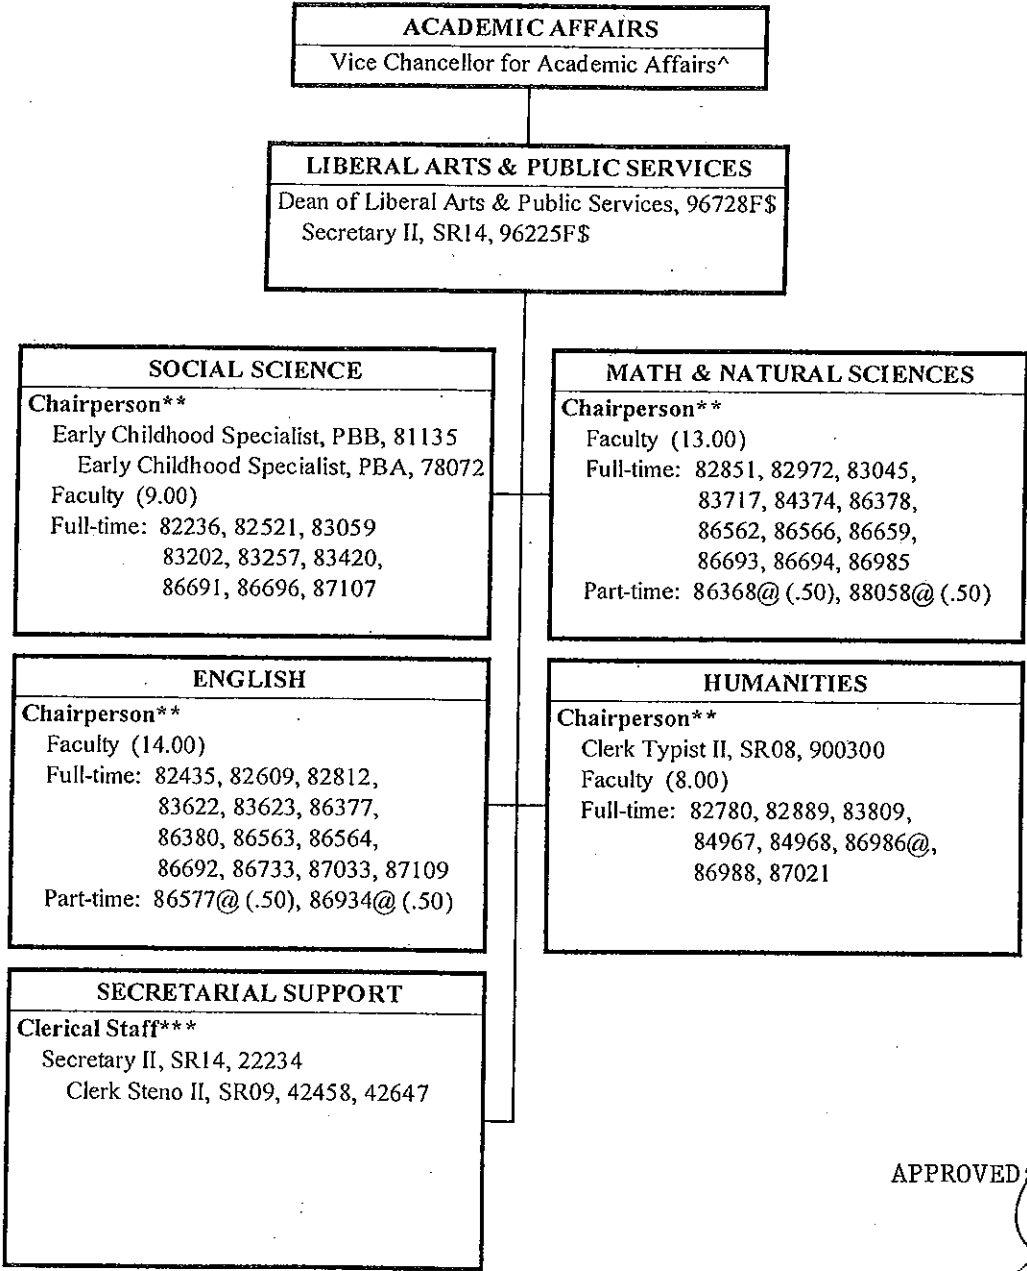 ACADEMIC AFFAIRS
Vice Chancellor for Academic Affairs^
LIBERAL ARTS & PUBLIC SERVICES
Dean of Liberal Arts & Public Services, 96728F$
Secretary II, SR14, 96225F$
SOCIAL SCIENCE
Chairperson**
Early Childhood Specialist, PBB, 81135
Early Childhood Specialist, PBA, 78072
Faculty (9.00)
Full-time: 82236, 82521, 83059
83202, 83257, 83420,
86691, 86696, 87107
MATH & NATURAL SCIENCES
Chairperson**
Faculty (13.00)
Full-time: 82851, 82972, 83045,
83717, 84374, 86378,
86562, 86566, 86659,
86693, 86694, 86985
Part-time: 86368@ (.50), 88058@ (.50)
ENGLISH
Chairperson**
Faculty (14.00)
Full-time: 82435, 82609, 82812,
83622, 83623, 86377,
86380, 86563, 86564,
86692, 86733, 87033, 87109
Part-time: 86577@ (.50), 86934@ (.50)
HUMANITIES
Chairperson**
Clerk Typist II, SR08, 900300
Faculty (8.00)
Full-time: 82780, 82889, 83809,
84967, 84968, 86986@,
86988, 87021
SECRETARIAL SUPPORT
Clerical Staff***
Secretary II, SR14, 22234
Clerk Steno II, SR09, 42458, 42647
APPROVED: